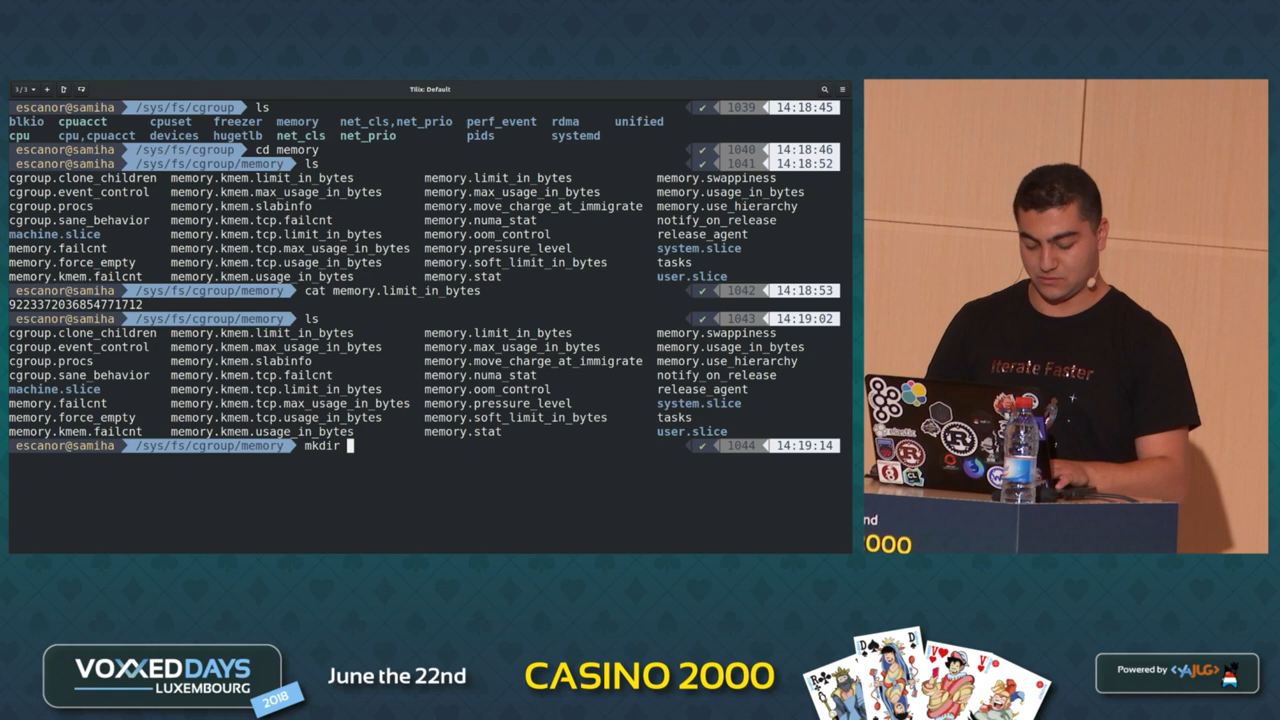 3/3 Tilix: Default
escanor@samiha /sys/fs/cgroup ls ✔ 1039 14:18:45
blkio cpuacct cpuset freezer memory net_cls,net_prio perf_event rdma unified
cpu cpu,cpuacct devices hugetlb net_cls net_prio pids systemd
escanor@samiha /sys/fs/cgroup cd memory ✔ 1040 14:18:46
escanor@samiha /sys/fs/cgroup/memory ls ✔ 1041 14:18:52
cgroup.clone_children memory.kmem.limit_in_bytes memory.limit_in_bytes memory.swappiness
cgroup.event_control memory.kmem.max_usage_in_bytes memory.max_usage_in_bytes memory.usage_in_bytes
cgroup.procs memory.kmem.slabinfo memory.move_charge_at_immigrate memory.use_hierarchy
cgroup.sane_behavior memory.kmem.tcp.failcnt memory.numa_stat notify_on_release
machine.slice memory.kmem.tcp.limit_in_bytes memory.oom_control release_agent
memory.failcnt memory.kmem.tcp.max_usage_in_bytes memory.pressure_level system.slice
memory.force_empty memory.kmem.tcp.usage_in_bytes memory.soft_limit_in_bytes tasks
memory.kmem.failcnt memory.kmem.usage_in_bytes memory.stat user.slice
escanor@samiha /sys/fs/cgroup/memory cat memory.limit_in_bytes ✔ 1042 14:18:53
9223372036854771712
escanor@samiha /sys/fs/cgroup/memory ls ✔ 1043 14:19:02
cgroup.clone_children memory.kmem.limit_in_bytes memory.limit_in_bytes memory.swappiness
cgroup.event_control memory.kmem.max_usage_in_bytes memory.max_usage_in_bytes memory.usage_in_bytes
cgroup.procs memory.kmem.slabinfo memory.move_charge_at_immigrate memory.use_hierarchy
cgroup.sane_behavior memory.kmem.tcp.failcnt memory.numa_stat notify_on_release
machine.slice memory.kmem.tcp.limit_in_bytes memory.oom_control release_agent
memory.failcnt memory.kmem.tcp.max_usage_in_bytes memory.pressure_level system.slice
memory.force_empty memory.kmem.tcp.usage_in_bytes memory.soft_limit_in_bytes tasks
memory.kmem.failcnt memory.kmem.usage_in_bytes memory.stat user.slice
escanor@samiha /sys/fs/cgroup/memory mkdir ✔ 1044 14:19:14
Iterate Faster
nd
000
VOXXED DAYS
LUXEMBOURG
2018
June the 22nd
CASINO 2000
Powered by <YAJUG>